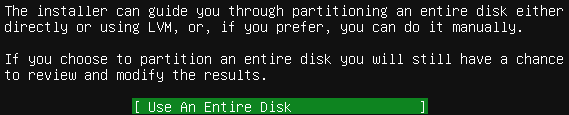 The installer can guide you through partitioning an entire disk either
directly or using LVM, or, if you prefer, you can do it manually.
If you choose to partition an entire disk you will still have a chance
to review and modify the results.
[ Use An Entire Disk ]